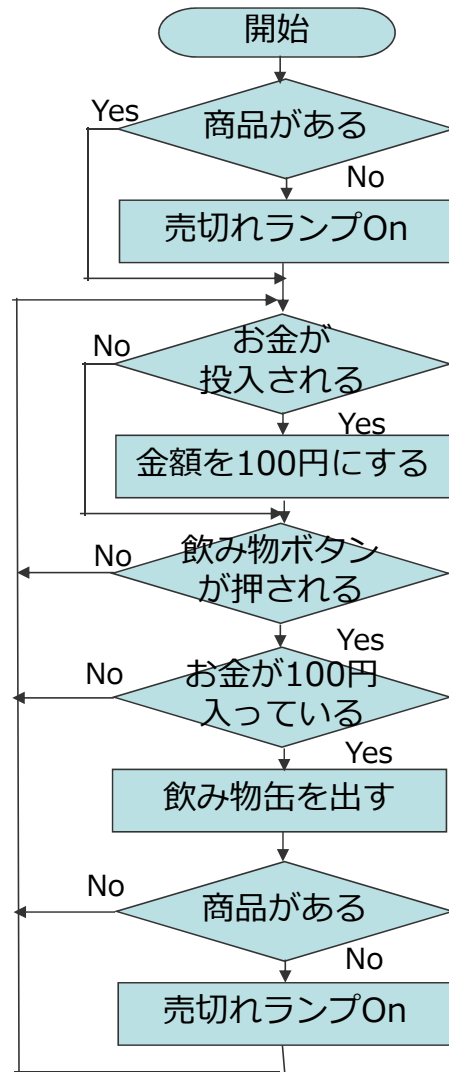 開始
Yes
商品がある
No
売切れランプOn
No
お金が
投入される
Yes
金額を100円にする
No
飲み物ボタン
が押される
Yes
No
お金が100円
入っている
Yes
飲み物缶を出す
No
商品がある
No
売切れランプOn